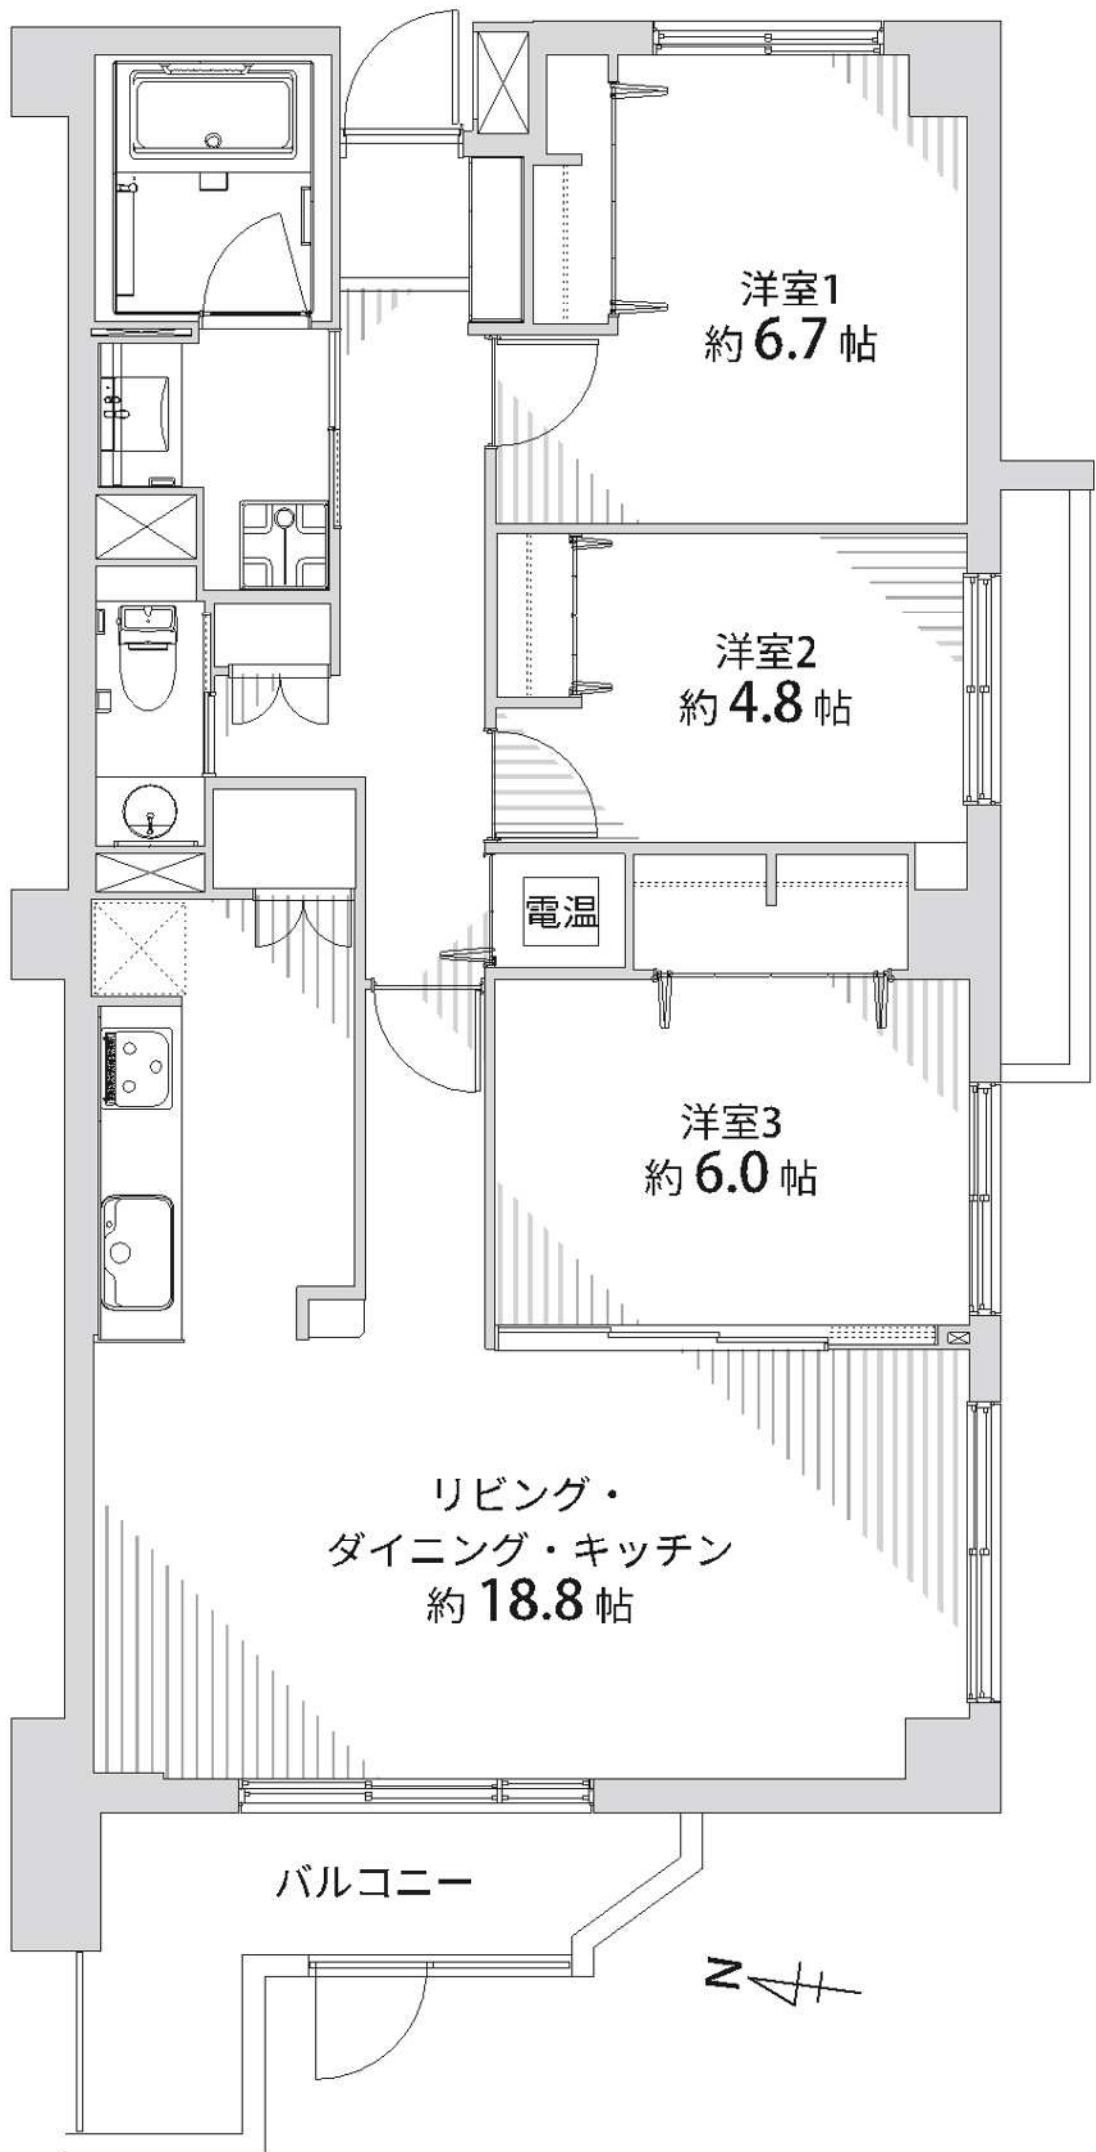 洋室1
約 6.7 帖
洋室2
約 4.8 帖
電温
洋室3
約 6.0 帖
リビング・
ダイニング・キッチン
約 18.8 帖
バルコニー
N